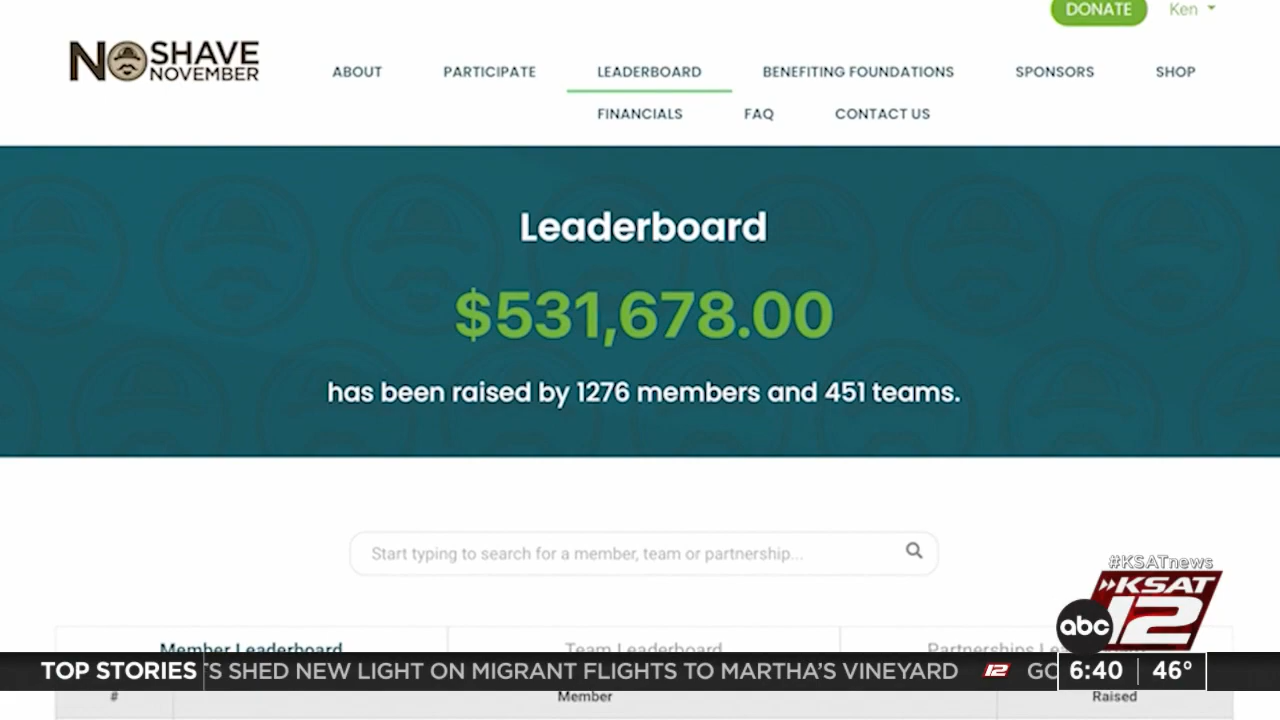 DONATE Ken
NO SHAVE NOVEMBER
ABOUT PARTICIPATE LEADERBOARD BENEFITING FOUNDATIONS SPONSORS SHOP
FINANCIALS FAQ CONTACT US
Leaderboard
$531,678.00
has been raised by 1276 members and 451 teams.
Start typing to search for a member, team or partnership...
#KSATnews
KSAT
abc 12
Member Leaderboard Team Leaderboard Partnerships
TOP STORIES 'S SHED NEW LIGHT ON MIGRANT FLIGHTS TO MARTHA'S VINEYARD 12 GO 6:40 46°
# Member Raised